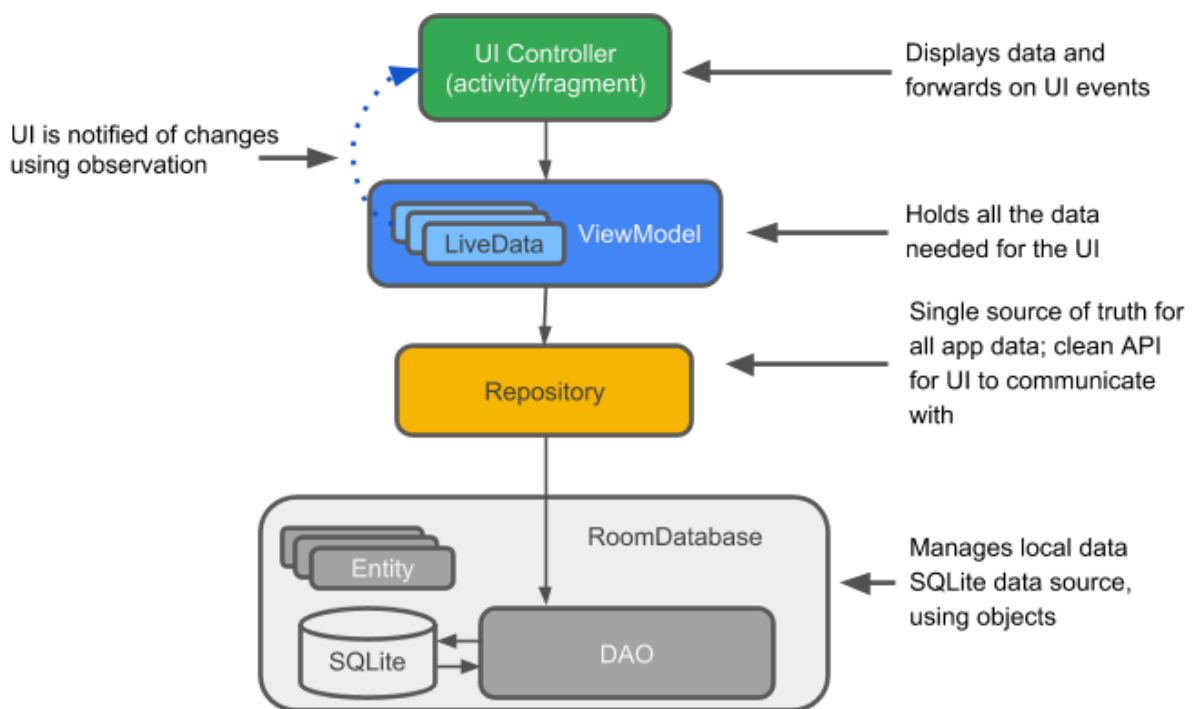 UI Controller
(activity/fragment)
Displays data and
forwards on UI events
UI is notified of changes
using observation
LiveData
ViewModel
Holds all the data
needed for the UI
Repository
Single source of truth for
all app data; clean API
for UI to communicate
with
RoomDatabase
Entity
SQLite
DAO
Manages local data
SQLite data source,
using objects